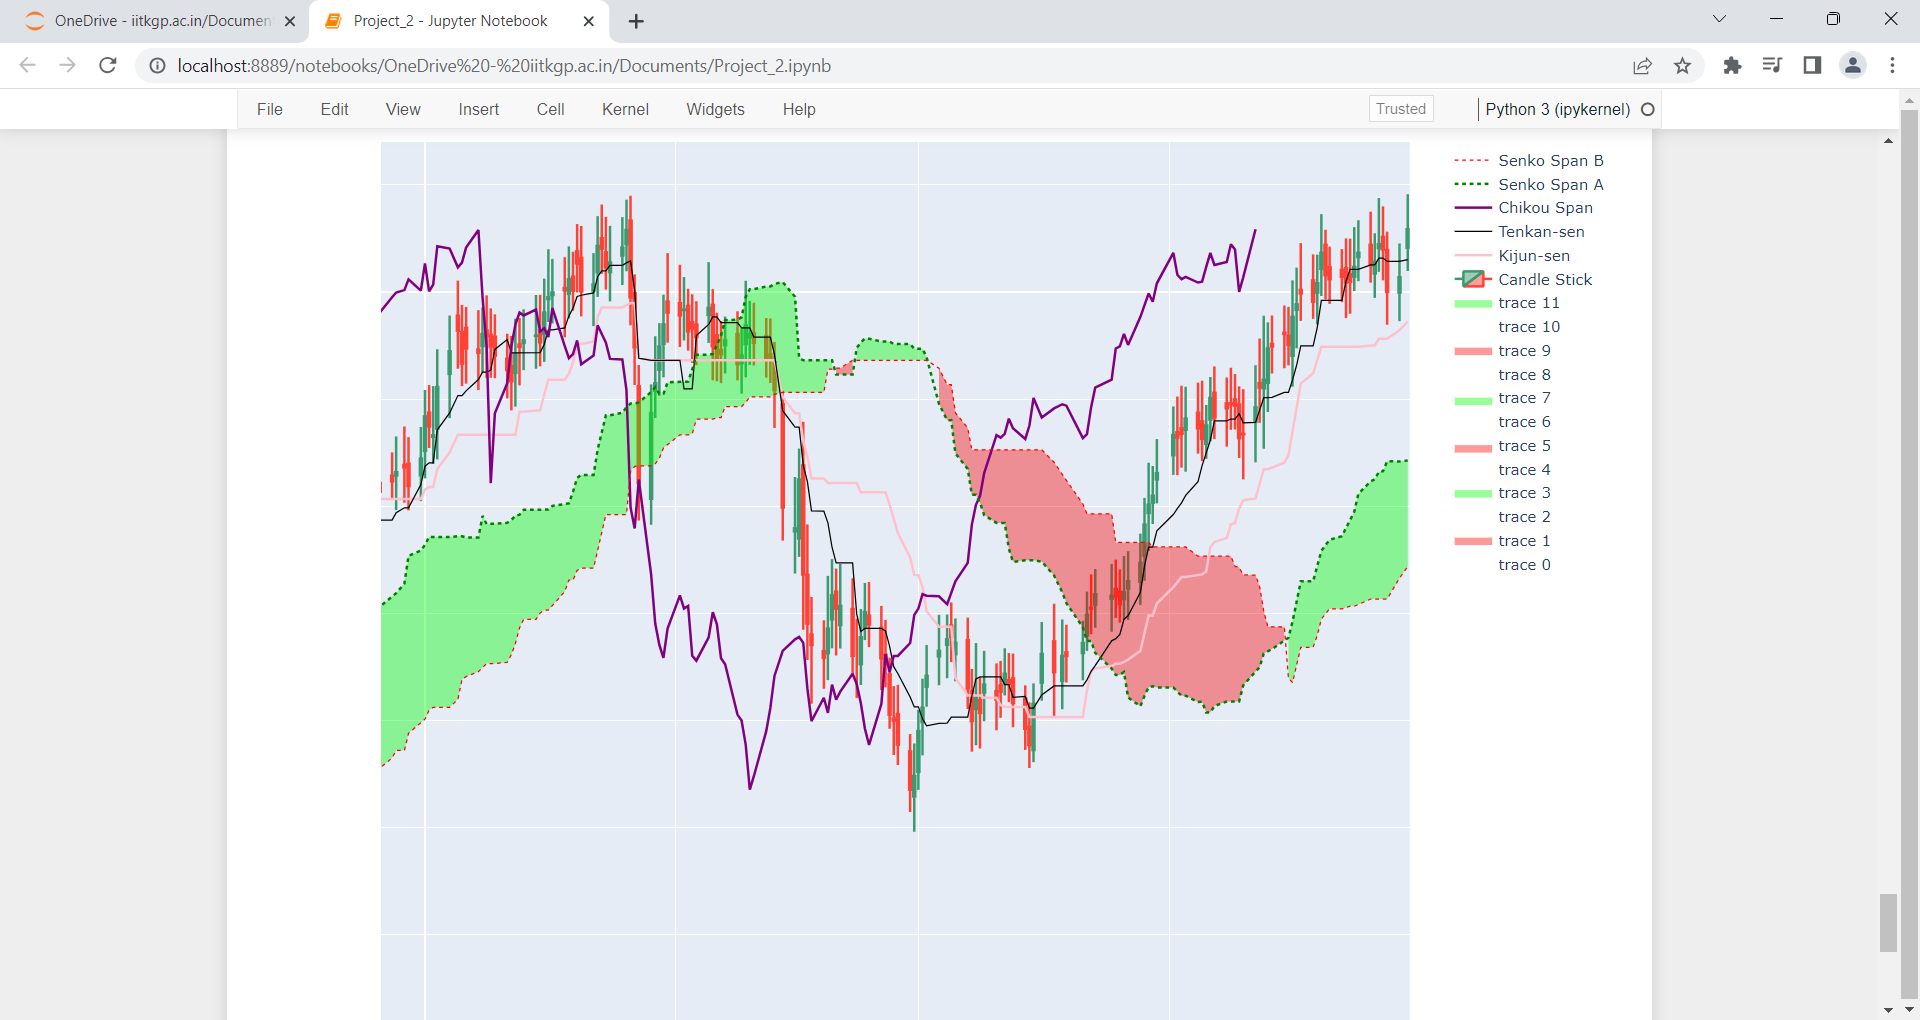 OneDrive - iitkgp.ac.in/Documen
Project_2 - Jupyter Notebook
localhost:8889/notebooks/OneDrive%20-%20iitkgp.ac.in/Documents/Project_2.ipynb
File Edit View Insert Cell Kernel Widgets Help
Trusted
Python 3 (ipykernel)
Senko Span B
Senko Span A
Chikou Span
Tenkan-sen
Kijun-sen
Candle Stick
trace 11
trace 10
trace 9
trace 8
trace 7
trace 6
trace 5
trace 4
trace 3
trace 2
trace 1
trace 0